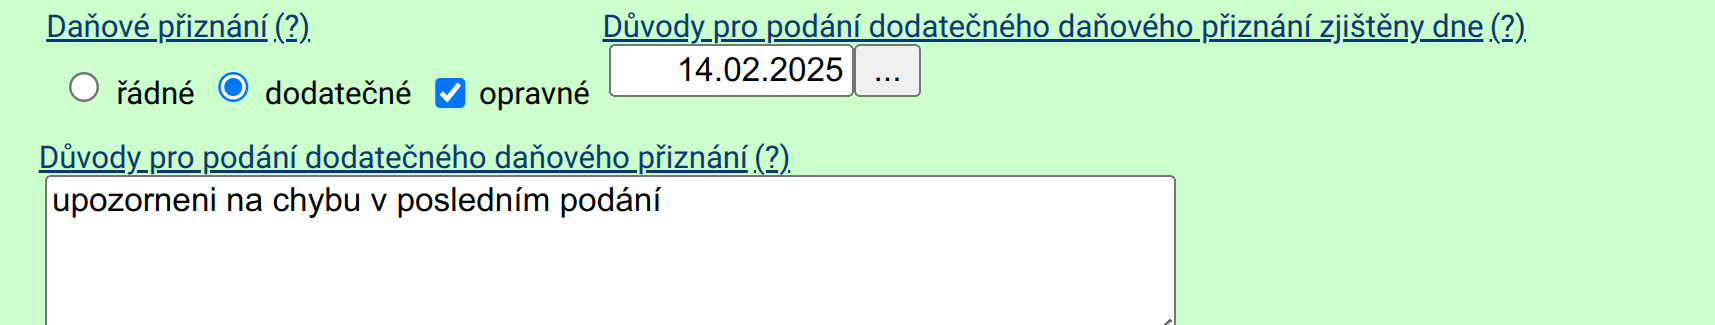 Daňové přiznání (?) Důvody pro podání dodatečného daňového přiznání zjištěny dne (?)
14.02.2025 ...
řádné dodatečné opravné
Důvody pro podání dodatečného daňového přiznání (?)
upozorneni na chybu v posledním podání